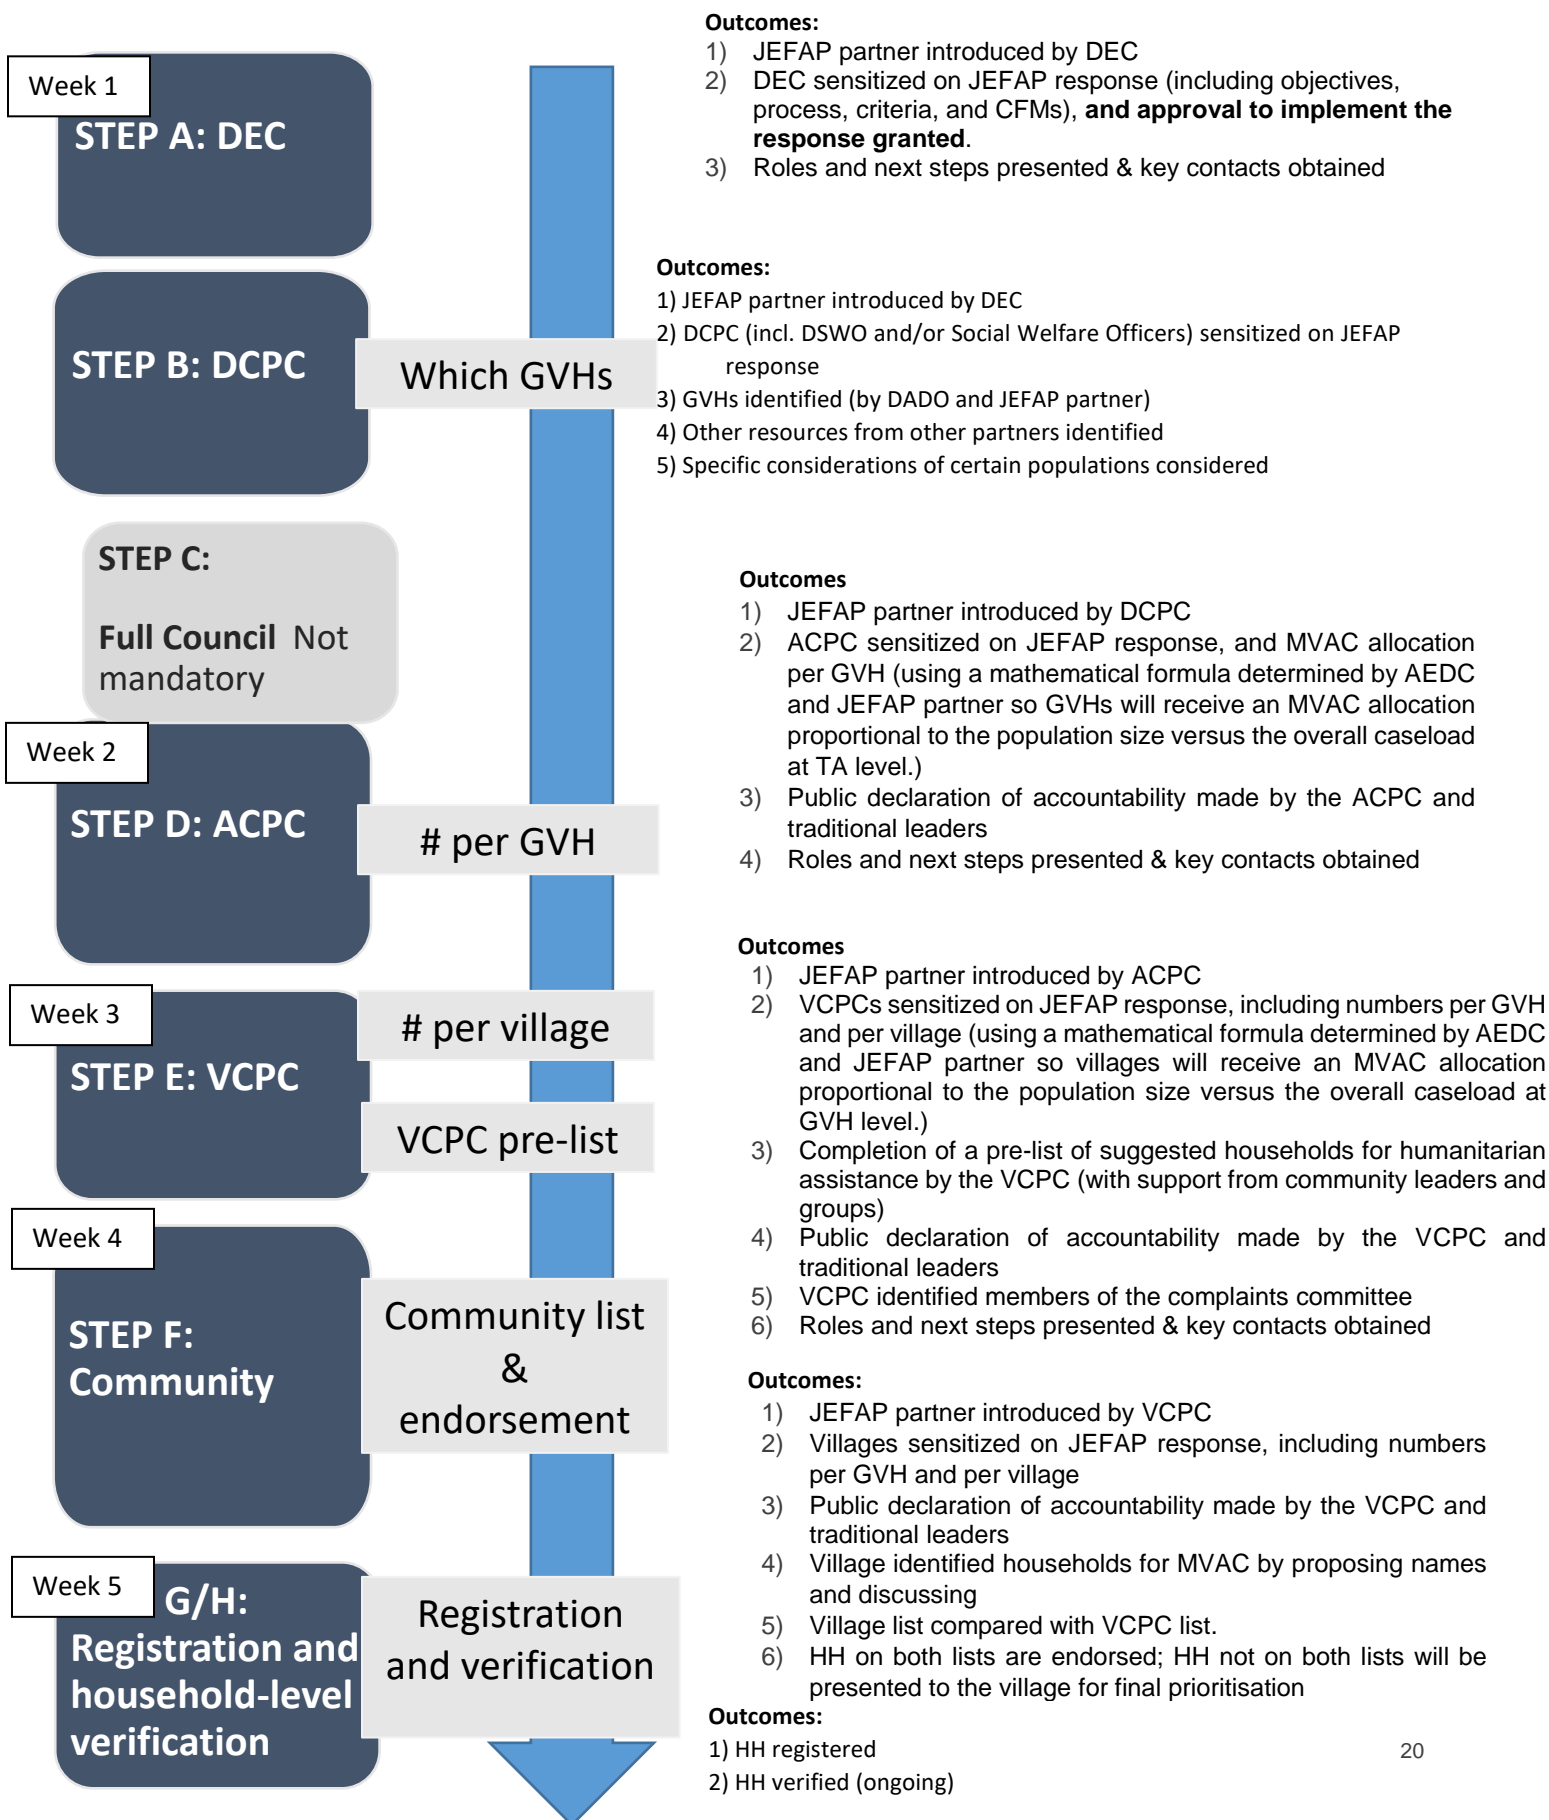 Week 1
STEP A: DEC
Outcomes:
1) JEFAP partner introduced by DEC
2) DEC sensitized on JEFAP response (including objectives,
process, criteria, and CFMs), and approval to implement the
response granted.
3) Roles and next steps presented & key contacts obtained
STEP B: DCPC
Which GVHs
Outcomes:
1) JEFAP partner introduced by DEC
2) DCPC (incl. DSWO and/or Social Welfare Officers) sensitized on JEFAP
response
3) GVHs identified (by DADO and JEFAP partner)
4) Other resources from other partners identified
5) Specific considerations of certain populations considered
STEP C:
Full Council Not
mandatory
Week 2
STEP D: ACPC
# per GVH
Outcomes
1) JEFAP partner introduced by DCPC
2) ACPC sensitized on JEFAP response, and MVAC allocation
per GVH (using a mathematical formula determined by AEDC
and JEFAP partner so GVHs will receive an MVAC allocation
proportional to the population size versus the overall caseload
at TA level.)
3) Public declaration of accountability made by the ACPC and
traditional leaders
4) Roles and next steps presented & key contacts obtained
Week 3
STEP E: VCPC
# per village
VCPC pre-list
Outcomes
1) JEFAP partner introduced by ACPC
2) VCPCs sensitized on JEFAP response, including numbers per GVH
and per village (using a mathematical formula determined by AEDC
and JEFAP partner so villages will receive an MVAC allocation
proportional to the population size versus the overall caseload at
GVH level.)
3) Completion of a pre-list of suggested households for humanitarian
assistance by the VCPC (with support from community leaders and
groups)
4) Public declaration of accountability made by the VCPC and
traditional leaders
5) VCPC identified members of the complaints committee
6) Roles and next steps presented & key contacts obtained
Week 4
STEP F:
Community
Community list
&
endorsement
Outcomes:
1) JEFAP partner introduced by VCPC
2) Villages sensitized on JEFAP response, including numbers
per GVH and per village
3) Public declaration of accountability made by the VCPC and
traditional leaders
4) Village identified households for MVAC by proposing names
and discussing
5) Village list compared with VCPC list.
6) HH on both lists are endorsed; HH not on both lists will be
presented to the village for final prioritisation
Week 5
G/H:
Registration and
household-level
verification
Registration
and verification
Outcomes:
1) HH registered
2) HH verified (ongoing)
20